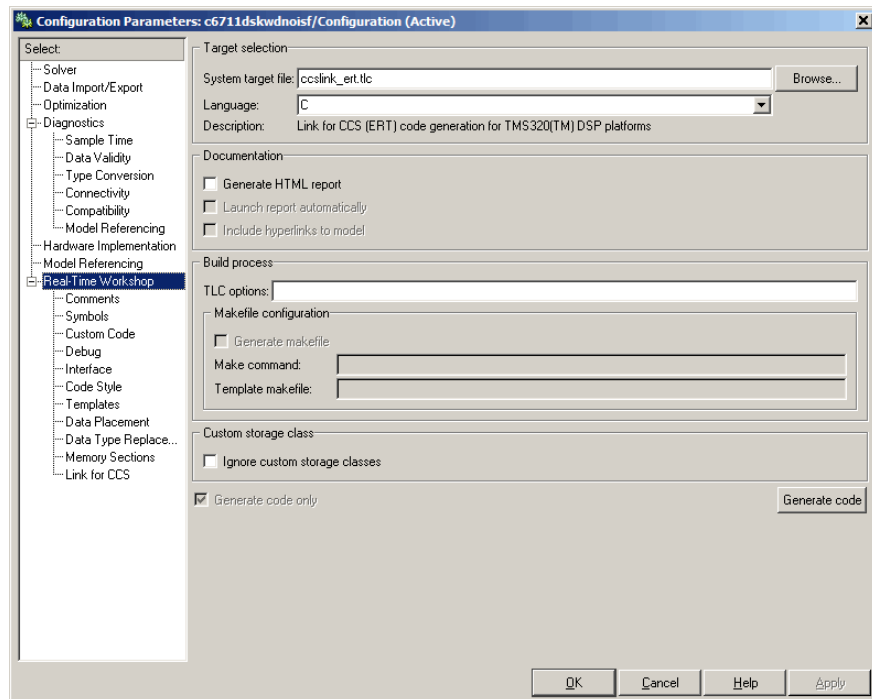 Configuration Parameters: c6711dskwdnoisf/Configuration (Active)
Select:
Solver
Data Import/Export
Optimization
Diagnostics
Sample Time
Data Validity
Type Conversion
Connectivity
Compatibility
Model Referencing
Hardware Implementation
Model Referencing
Real-Time Workshop
Comments
Symbols
Custom Code
Debug
Interface
Code Style
Templates
Data Placement
Data Type Replace...
Memory Sections
Link for CCS
Target selection
System target file: ccslink_ert.tlc Browse...
Language: C
Description: Link for CCS (ERT) code generation for TMS320(TM) DSP platforms
Documentation
Generate HTML report
Launch report automatically
Include hyperlinks to model
Build process
TLC options:
Makefile configuration
Generate makefile
Make command:
Template makefile:
Custom storage class
Ignore custom storage classes
Generate code only Generate code
OK Cancel Help Apply